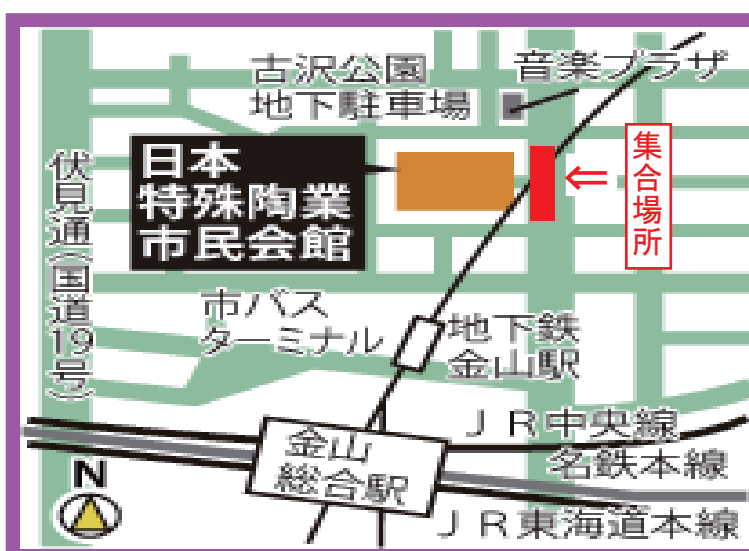 古沢公園
地下駐車場
音楽プラザ
日本
特殊陶業
市民会館
集合場所
⇐
伏見通(国道19号)
市バス
ターミナル
地下鉄
金山駅
JR中央線
名鉄本線
金山
総合駅
JR東海道本線
N